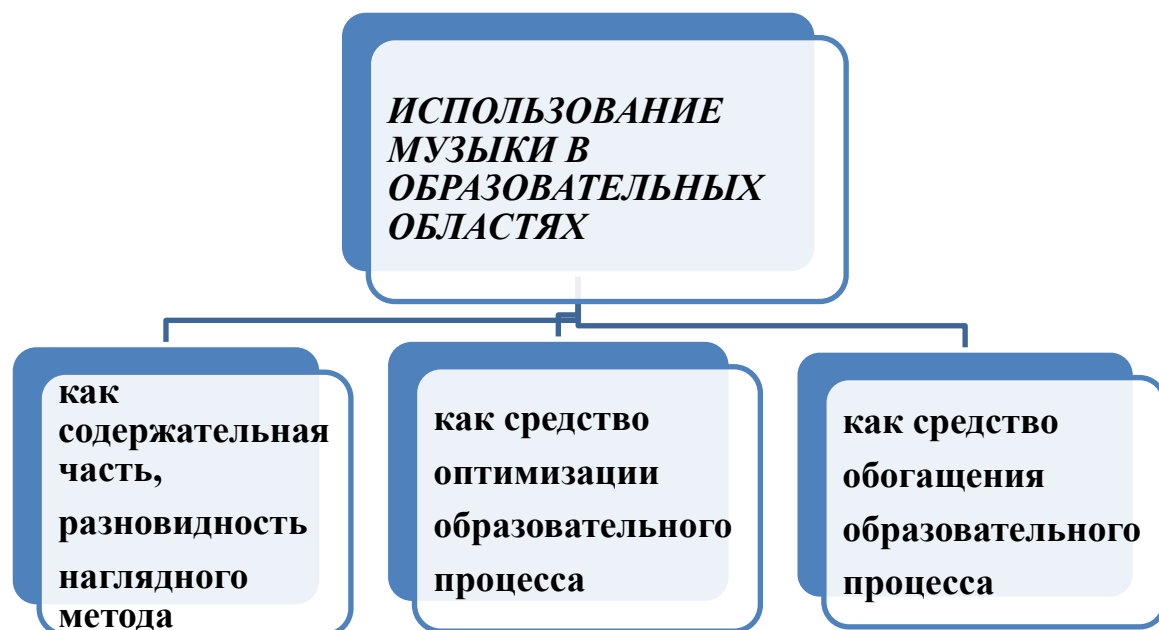 ИСПОЛЬЗОВАНИЕ
МУЗЫКИ В
ОБРАЗОВАТЕЛЬНЫХ
ОБЛАСТЯХ
как
содержательная
часть,
разновидность
наглядного
метода
как средство
оптимизации
образовательного
процесса
как средство
обогащения
образовательного
процесса